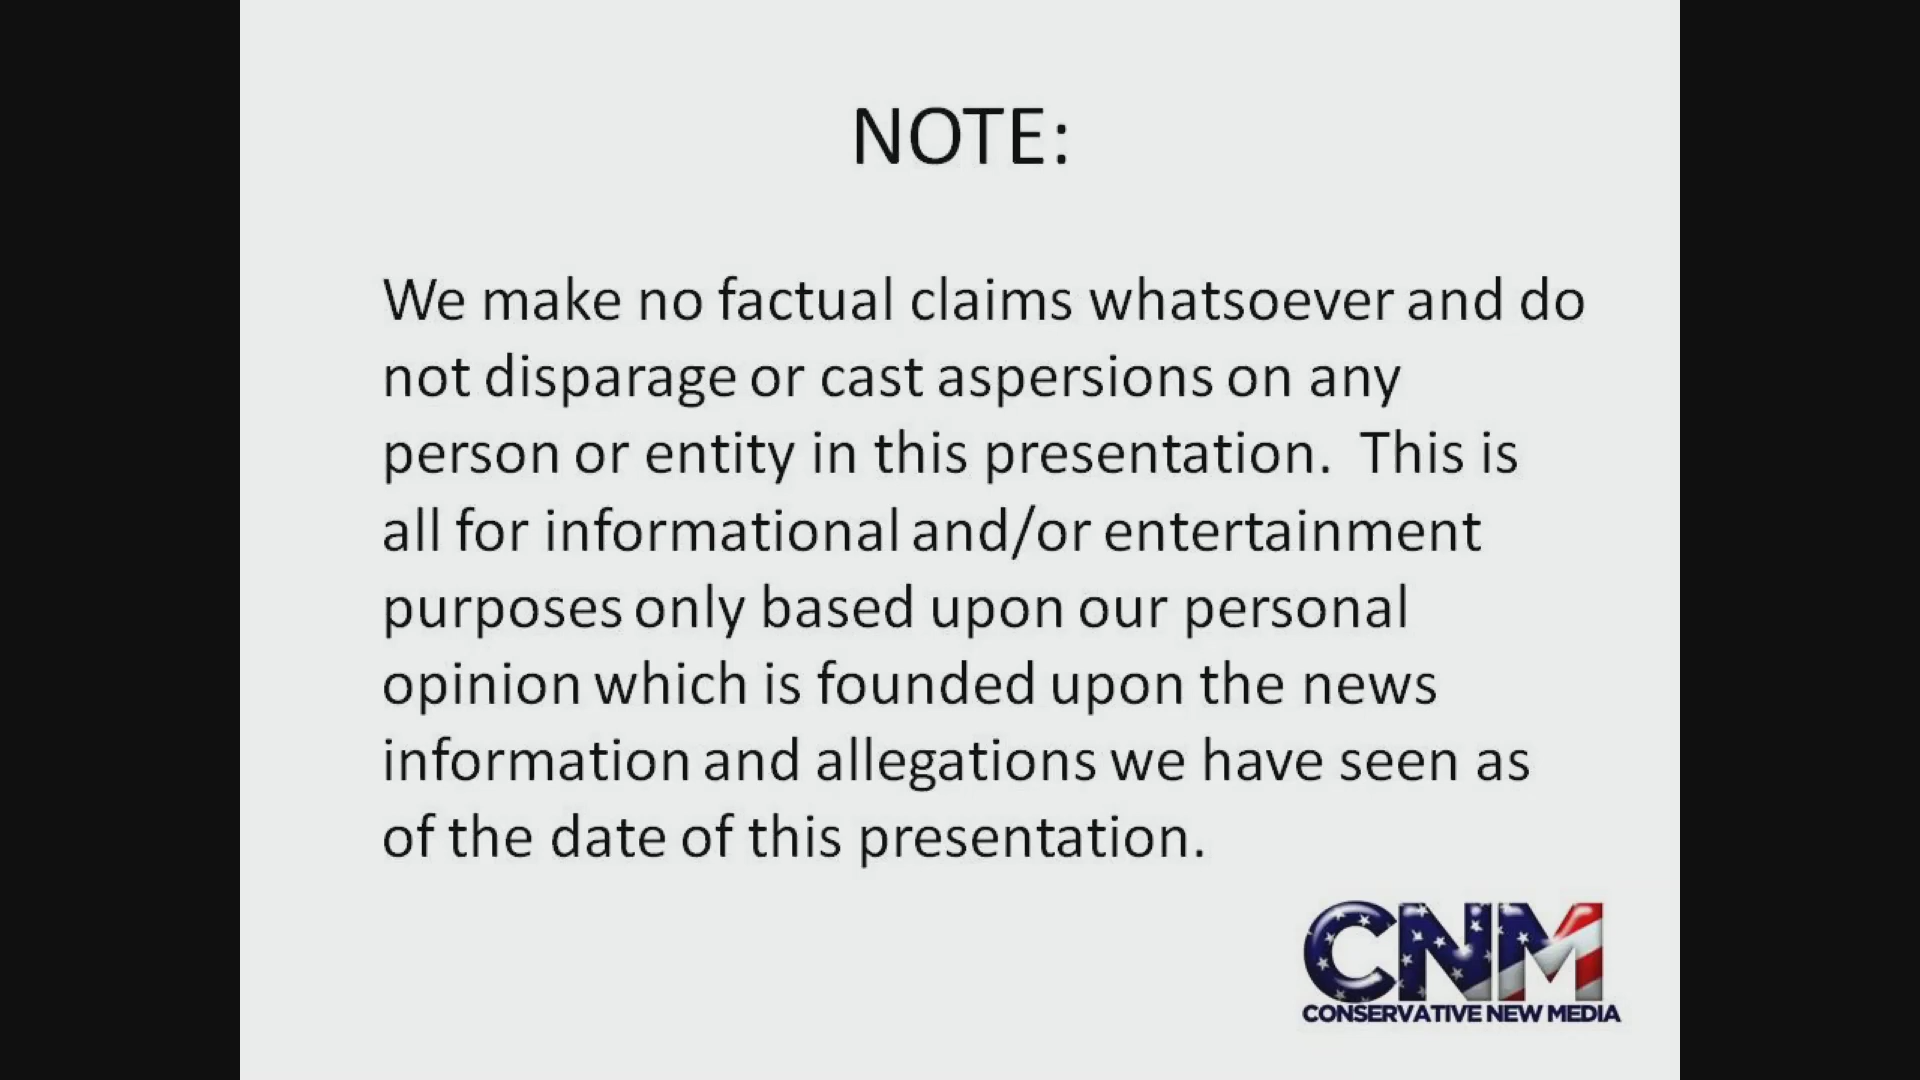 NOTE:
We make no factual claims whatsoever and do
not disparage or cast aspersions on any
person or entity in this presentation.  This is
all for informational and/or entertainment
purposes only based upon our personal
opinion which is founded upon the news
information and allegations we have seen as
of the date of this presentation.
CNM
CONSERVATIVE NEW MEDIA